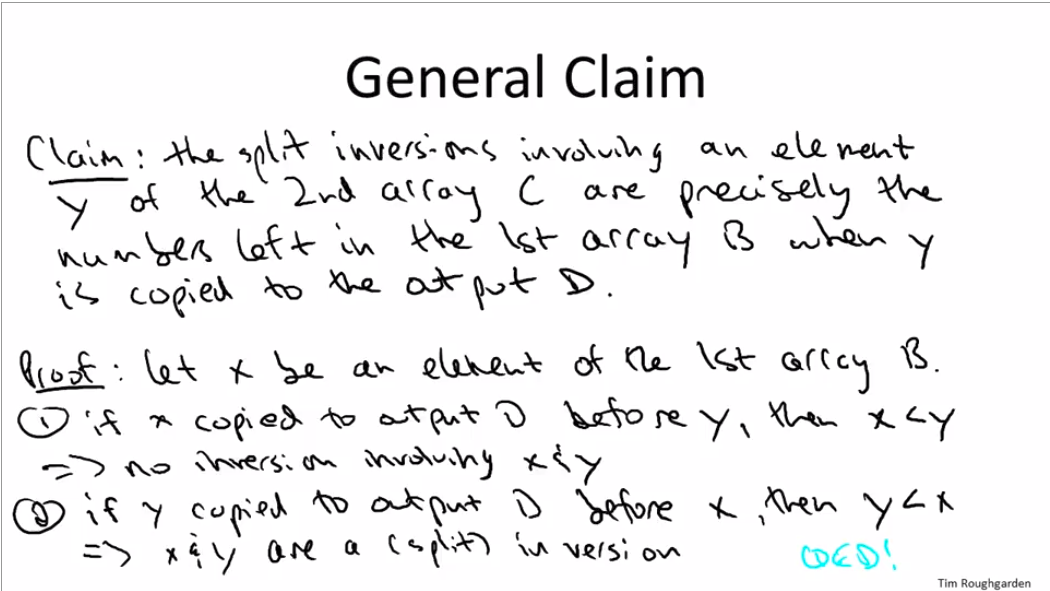 General Claim
Claim: the split inversions involving an element
y of the 2nd array C are precisely the
numbers left in the 1st array B when y
is copied to the output D.
Proof: let x be an element of the 1st array B.
① if x copied to output D before y, then x < y
=> no inversion involving x & y
② if y copied to output D before x, then y < x
=> x & y are a (split) inversion QED!
Tim Roughgarden